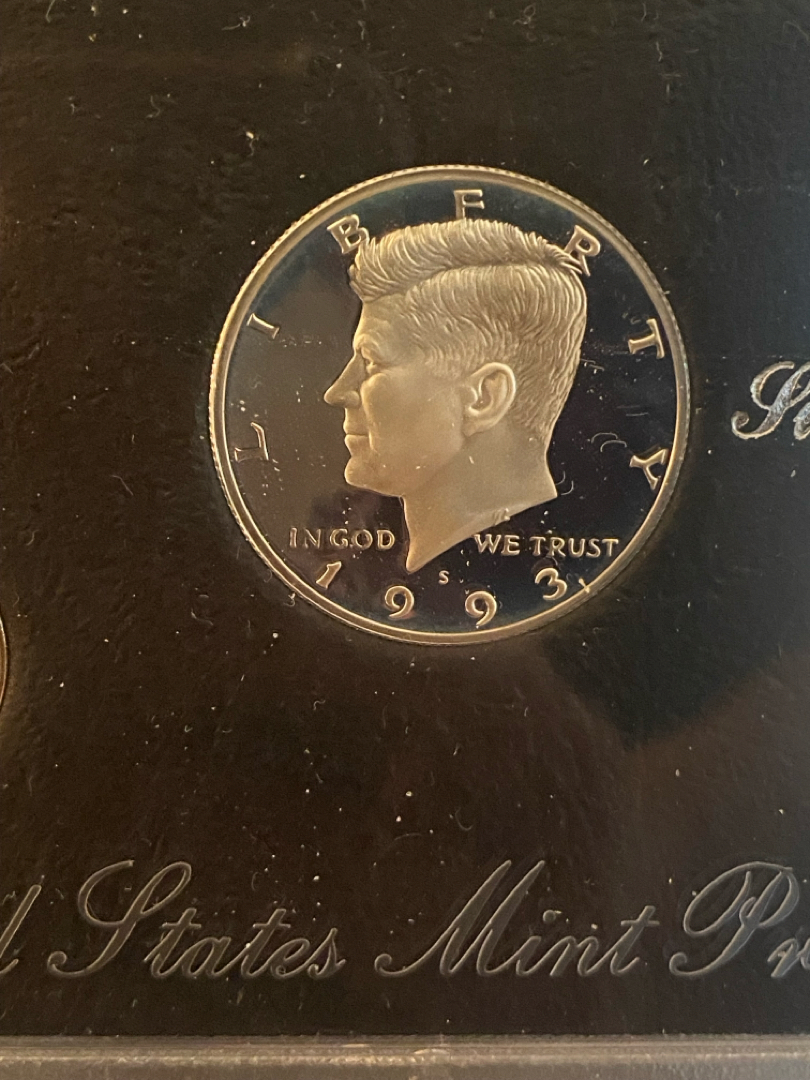 LIBERTY
IN GOD WE TRUST
S
1993
States Mint